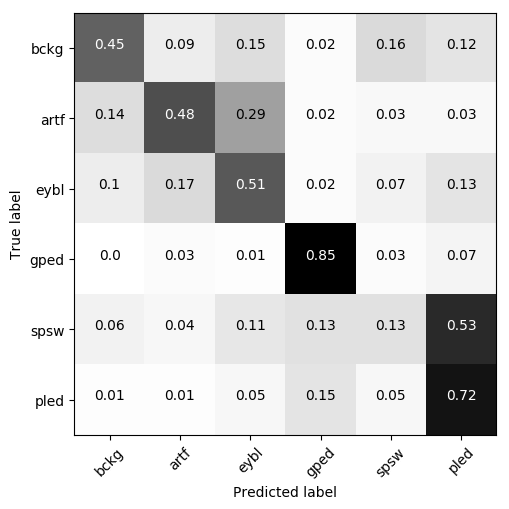 bckg 0.45 0.09 0.15 0.02 0.16 0.12
artf 0.14 0.48 0.29 0.02 0.03 0.03
eybl 0.1 0.17 0.51 0.02 0.07 0.13
gped 0.0 0.03 0.01 0.85 0.03 0.07
spsw 0.06 0.04 0.11 0.13 0.13 0.53
pled 0.01 0.01 0.05 0.15 0.05 0.72
True label
bckg artf eybl gped spsw pled
Predicted label